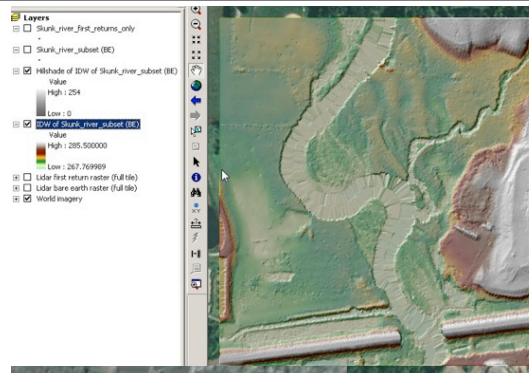 Layers
Skunk_river_first_returns_only
Skunk_river_subset (BE)
Hillshade of IDW of Skunk_river_subset (BE)
Value
High : 254
Low : 0
IDW of Skunk_river_subset (BE)
Value
High : 285.500000
Low : 267.769989
Lidar first return raster (full tile)
Lidar bare earth raster (full tile)
World imagery
XY